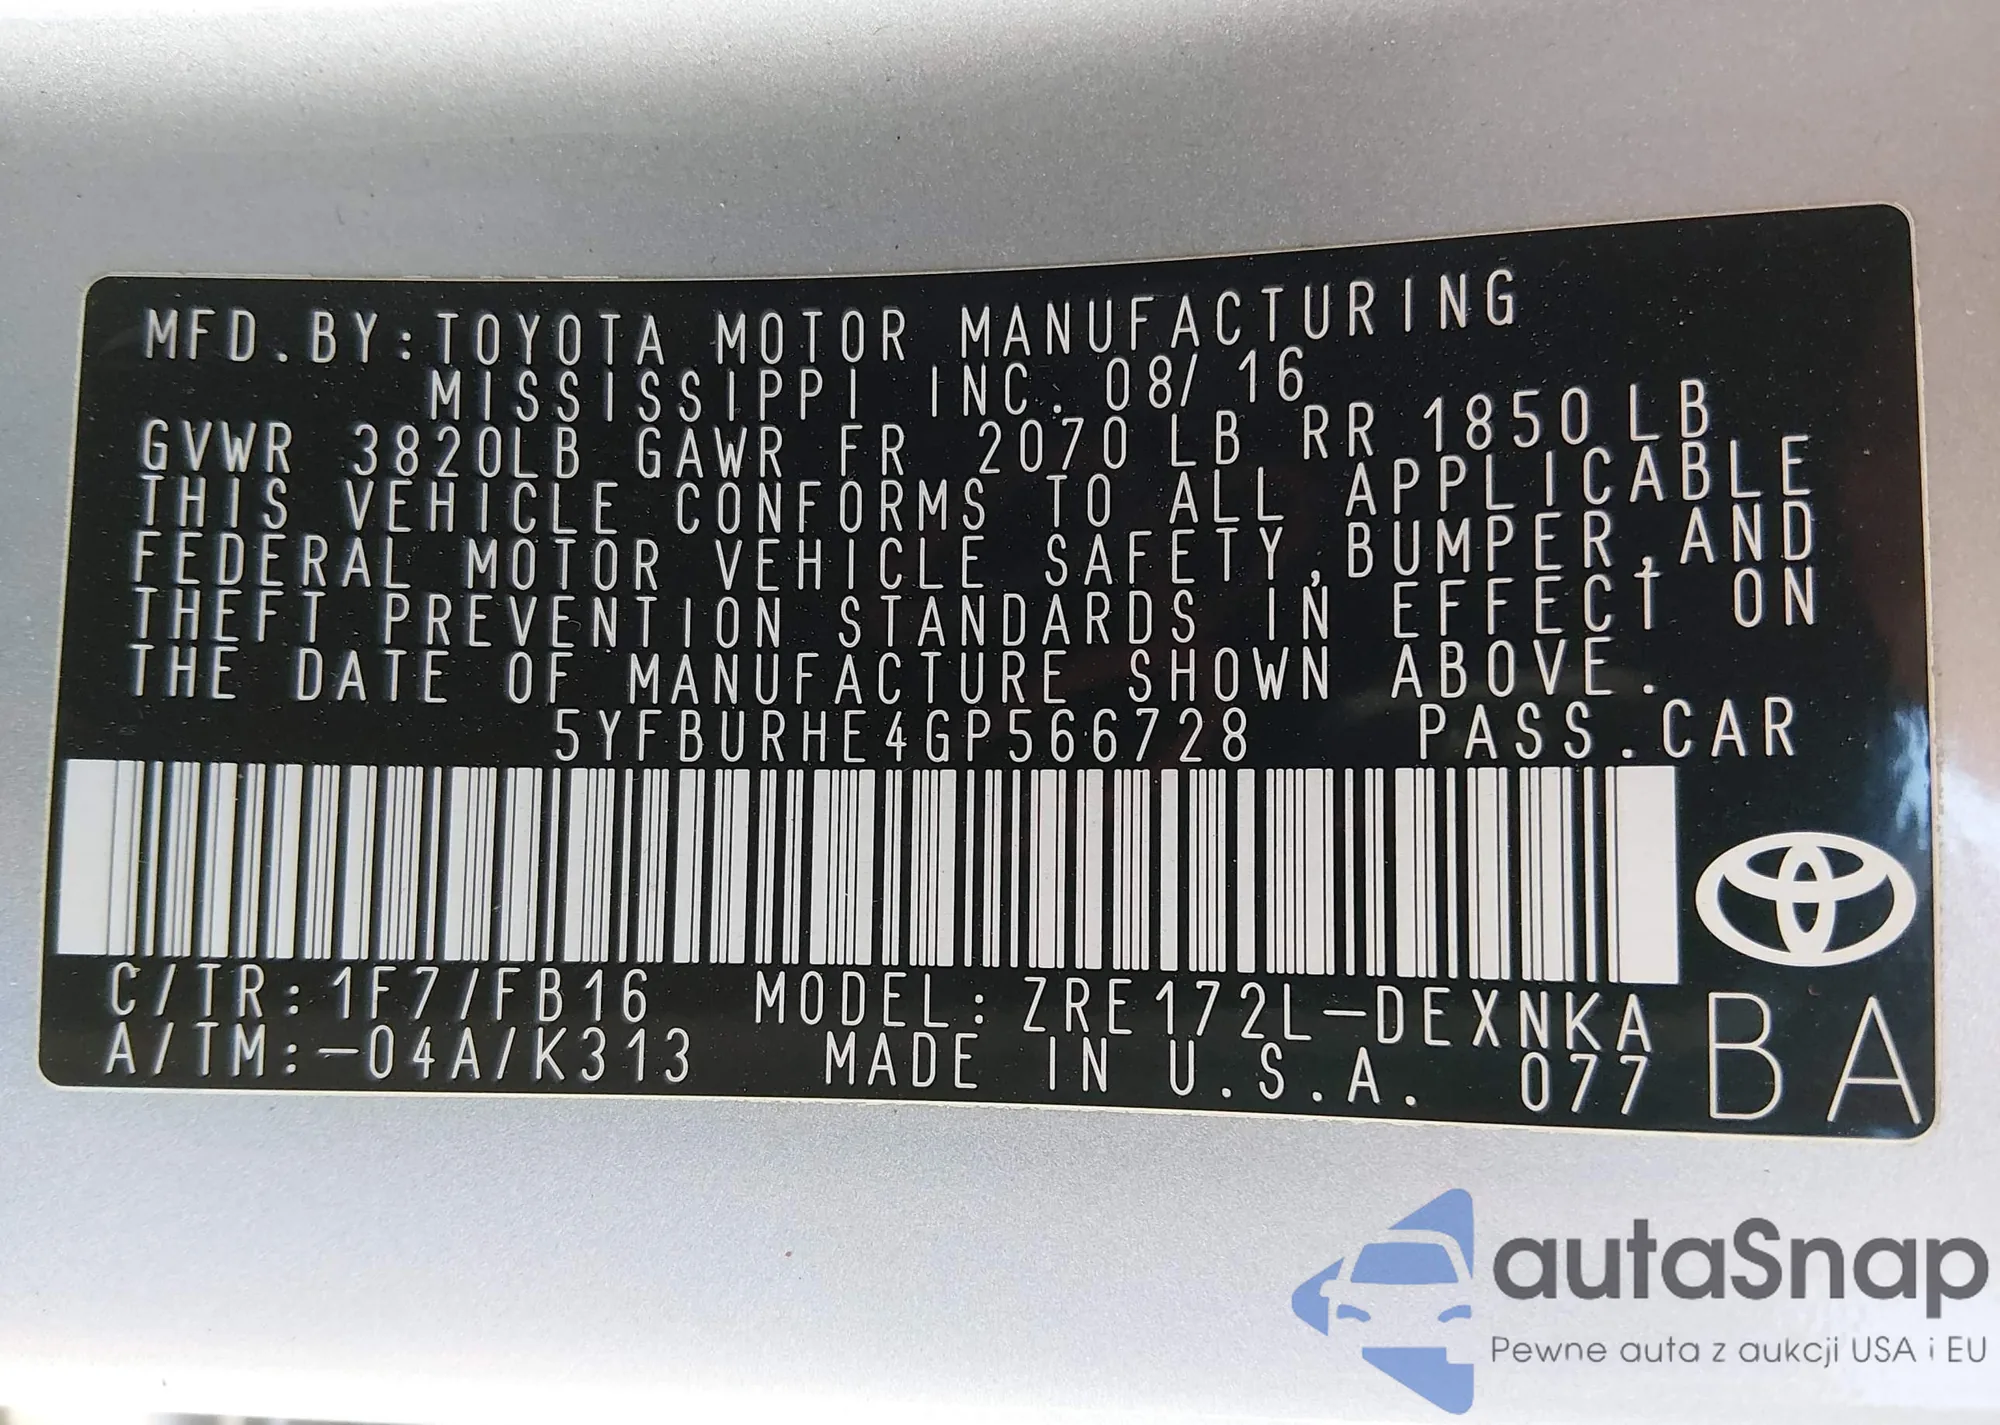 MFD.BY:TOYOTA MOTOR MANUFACTURING
MISSISSIPPI INC. 08/16
GVWR 3820LB GAWR FR 2070 LB RR 1850LB
THIS VEHICLE CONFORMS TO ALL APPLICABLE
FEDERAL MOTOR VEHICLE SAFETY,BUMPER,AND
THEFT PREVENTION STANDARDS IN EFFECT ON
THE DATE OF MANUFACTURE SHOWN ABOVE.
5YFBURHE4GP566728 PASS.CAR
C/TR:1F7/FB16 MODEL:ZRE172L-DEXNKA
A/TM:-04A/K313 MADE IN U.S.A. 077
BA
autaSnap
Pewne auta z aukcji USA i EU